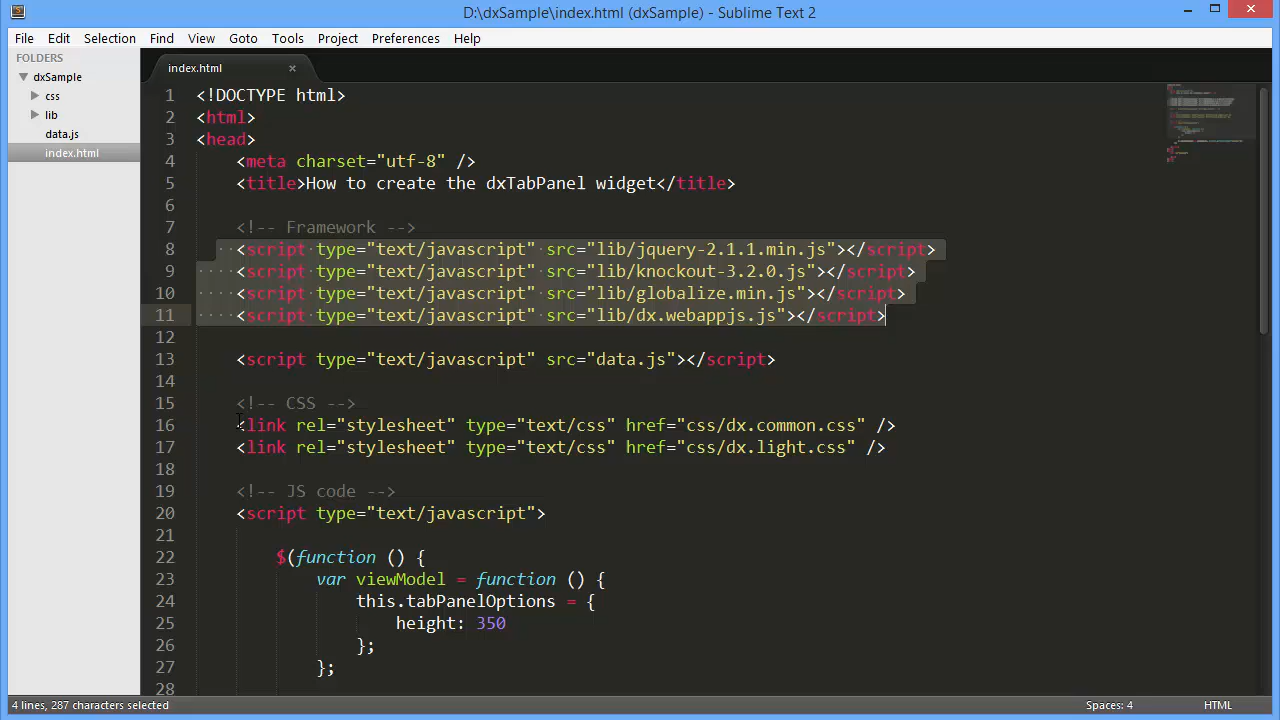 D:\dxSample\index.html (dxSample) - Sublime Text 2
File Edit Selection Find View Goto Tools Project Preferences Help
FOLDERS
dxSample
css
lib
data.js
index.html
index.html ×
1 <!DOCTYPE html>
2 <html>
3 <head>
4 <meta charset="utf-8" />
5 <title>How to create the dxTabPanel widget</title>
6
7 <!-- Framework -->
8 <script type="text/javascript" src="lib/jquery-2.1.1.min.js"></script>
9 <script type="text/javascript" src="lib/knockout-3.2.0.js"></script>
10 <script type="text/javascript" src="lib/globalize.min.js"></script>
11 <script type="text/javascript" src="lib/dx.webappjs.js"></script>
12
13 <script type="text/javascript" src="data.js"></script>
14
15 <!-- CSS -->
16 <link rel="stylesheet" type="text/css" href="css/dx.common.css" />
17 <link rel="stylesheet" type="text/css" href="css/dx.light.css" />
18
19 <!-- JS code -->
20 <script type="text/javascript">
21
22 $(function () {
23 var viewModel = function () {
24 this.tabPanelOptions = {
25 height: 350
26 };
27 };
28
4 lines, 287 characters selected Spaces: 4 HTML